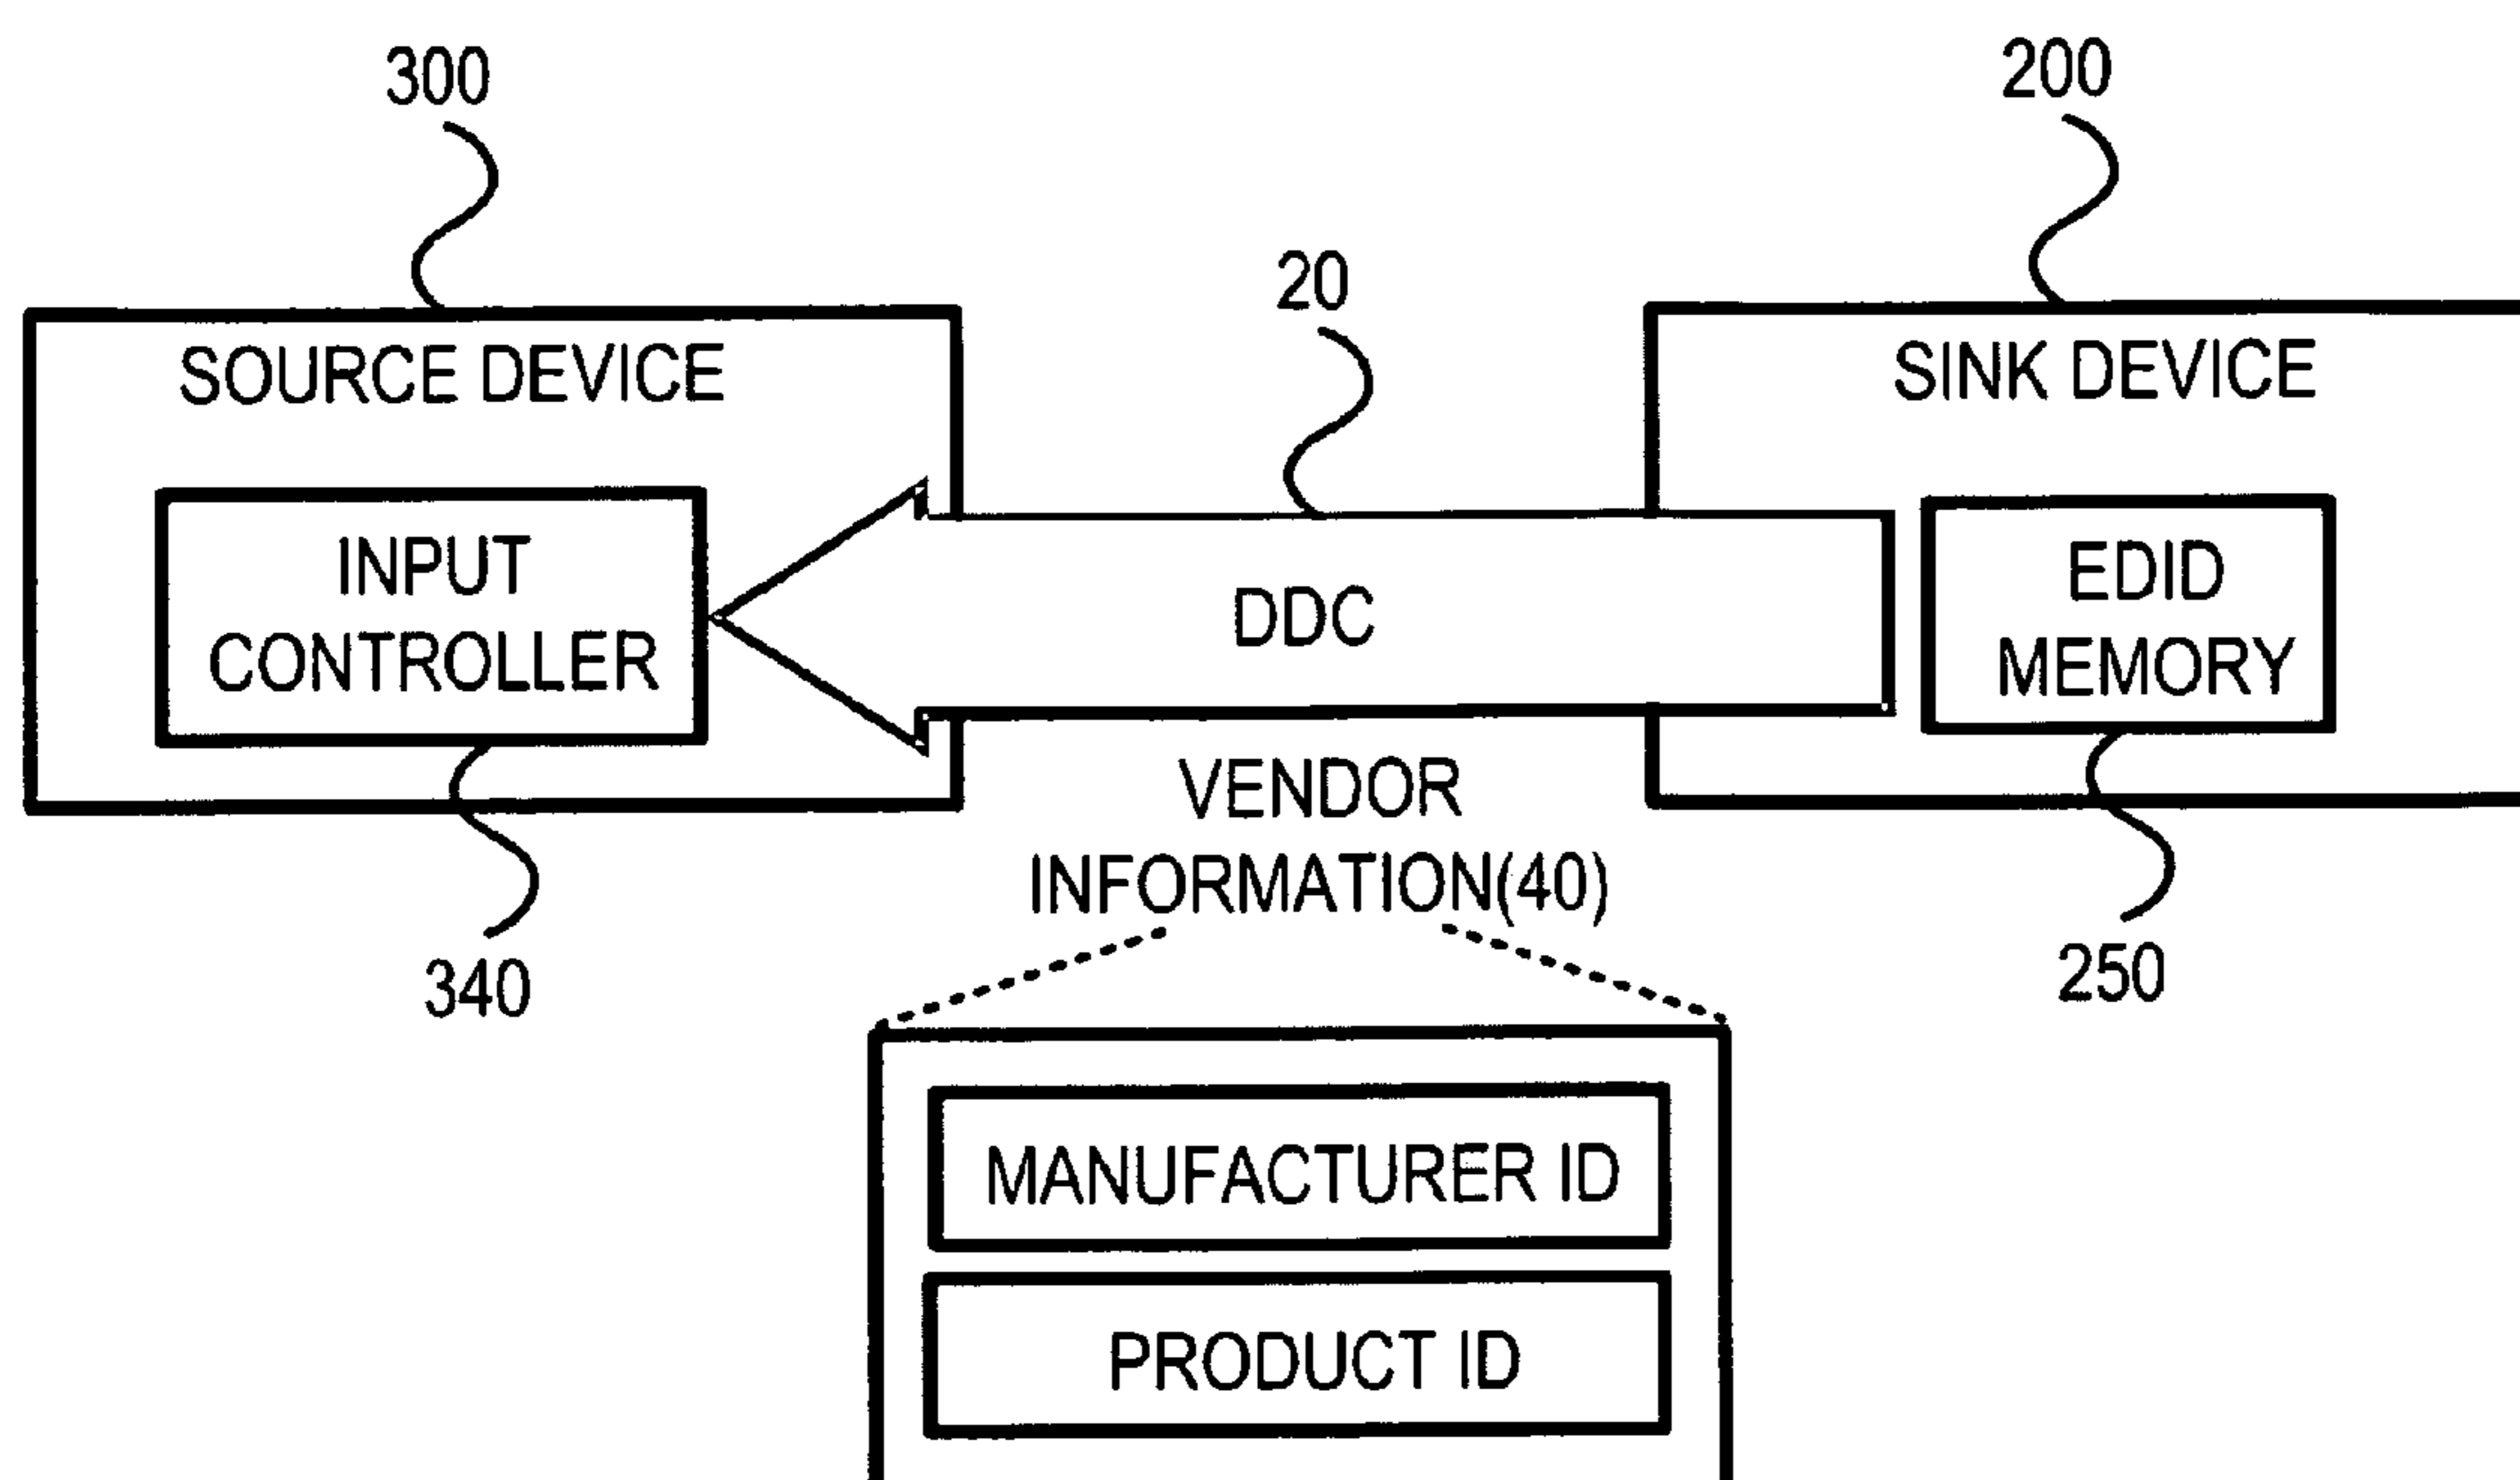 300
200
20
SOURCE DEVICE
SINK DEVICE
INPUT
CONTROLLER
DDC
EDID
MEMORY
VENDOR
INFORMATION(40)
340
250
MANUFACTURER ID
PRODUCT ID